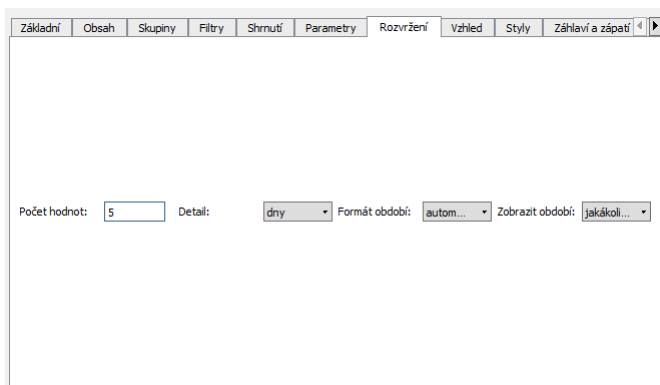 Základní Obsah Skupiny Filtry Shrnutí Parametry Rozvržení Vzhled Styly Záhlaví a zápatí
Počet hodnot: 5 Detail: dny Formát období: autom... Zobrazit období: jakákoli...